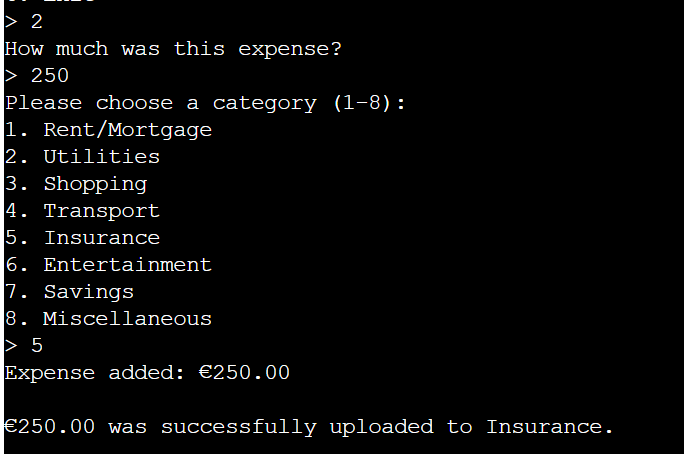 > 2
How much was this expense?
> 250
Please choose a category (1-8):
1. Rent/Mortgage
2. Utilities
3. Shopping
4. Transport
5. Insurance
6. Entertainment
7. Savings
8. Miscellaneous
> 5
Expense added: €250.00
€250.00 was successfully uploaded to Insurance.